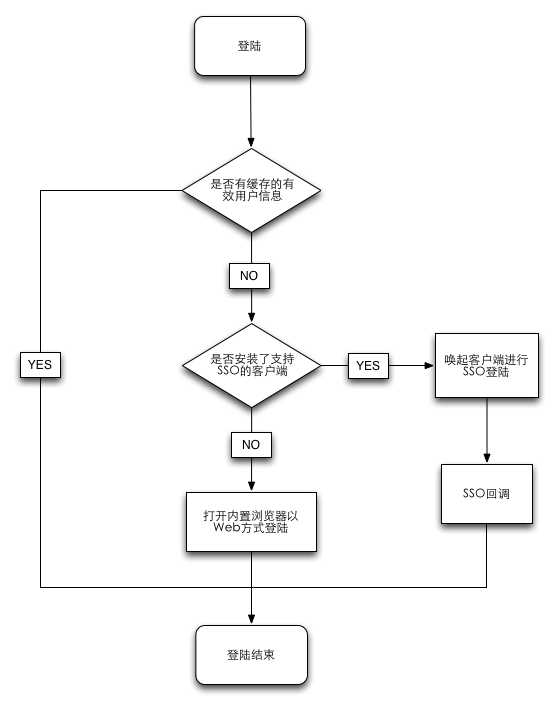 登陆
是否有缓存的有
效用户信息
NO
是否安装了支持
SSO的客户端
YES
YES
唤起客户端进行
SSO登陆
NO
SSO回调
打开内置浏览器以
Web方式登陆
登陆结束